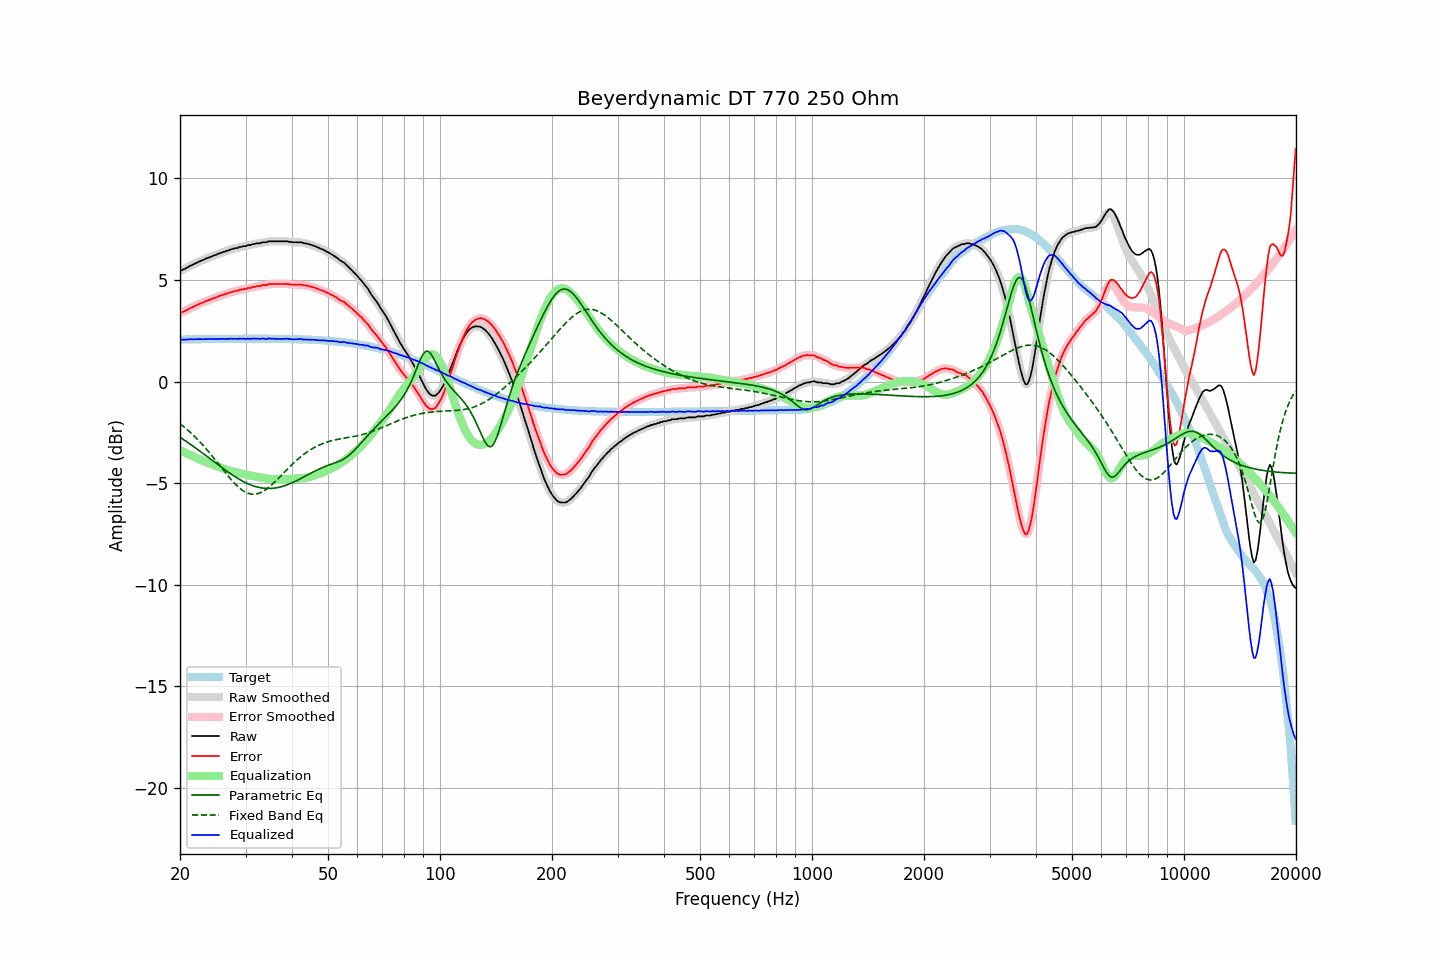 Beyerdynamic DT 770 250 Ohm
Amplitude (dBr)
10
5
0
−5
−10
−15
−20
Target
Raw Smoothed
Error Smoothed
Raw
Error
Equalization
Parametric Eq
Fixed Band Eq
Equalized
20
50
100
200
500
1000
2000
5000
10000
20000
Frequency (Hz)